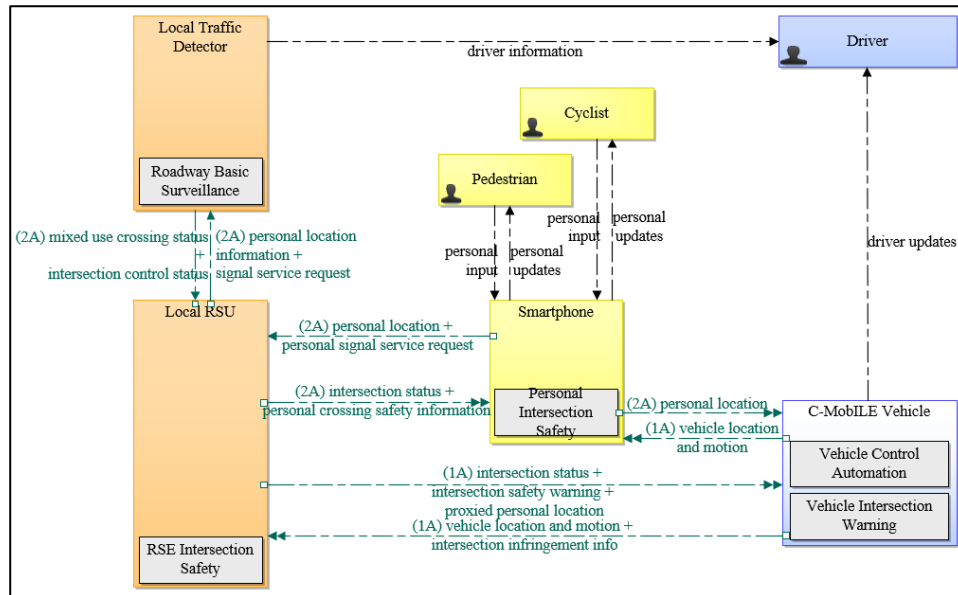 Local Traffic
Detector
Driver
driver information
Cyclist
Roadway Basic
Surveillance
Pedestrian
(2A) mixed use crossing status
+
intersection control status
(2A) personal location
information +
signal service request
personal
input
personal
updates
personal
input
personal
updates
driver updates
Local RSU
Smartphone
(2A) personal location +
personal signal service request
(2A) intersection status +
personal crossing safety information
Personal
Intersection
Safety
(2A) personal location
C-MobILE Vehicle
(1A) vehicle location
and motion
Vehicle Control
Automation
(1A) intersection status +
intersection safety warning +
proxied personal location
Vehicle Intersection
Warning
(1A) vehicle location and motion +
intersection infringement info
RSE Intersection
Safety